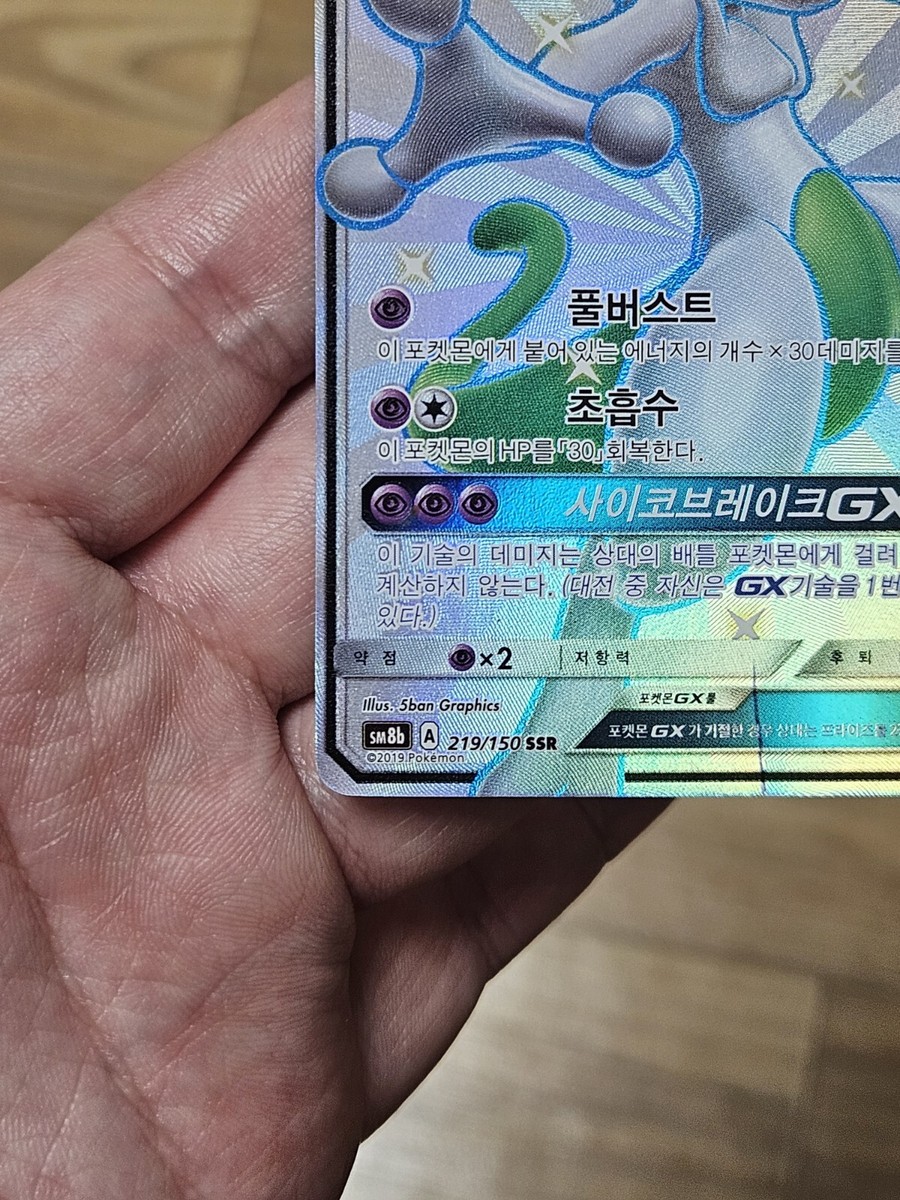 풀버스트
이 포켓몬에게 붙어 있는 에너지의 개수 × 30데미지를
초흡수
이 포켓몬의 HP를 「30」 회복한다.
사이코브레이크GX
이 기술의 데미지는 상대의 배틀 포켓몬에게 걸려
계산하지 않는다. (대전 중 자신은 GX기술을 1번
있다.)
약점 ×2 저항력 후퇴
Illus. 5ban Graphics
포켓몬GX 룰
SM8b A 219/150 SSR
포켓몬GX가 기절한 경우 상대는 프라이즈를
©2019 Pokémon